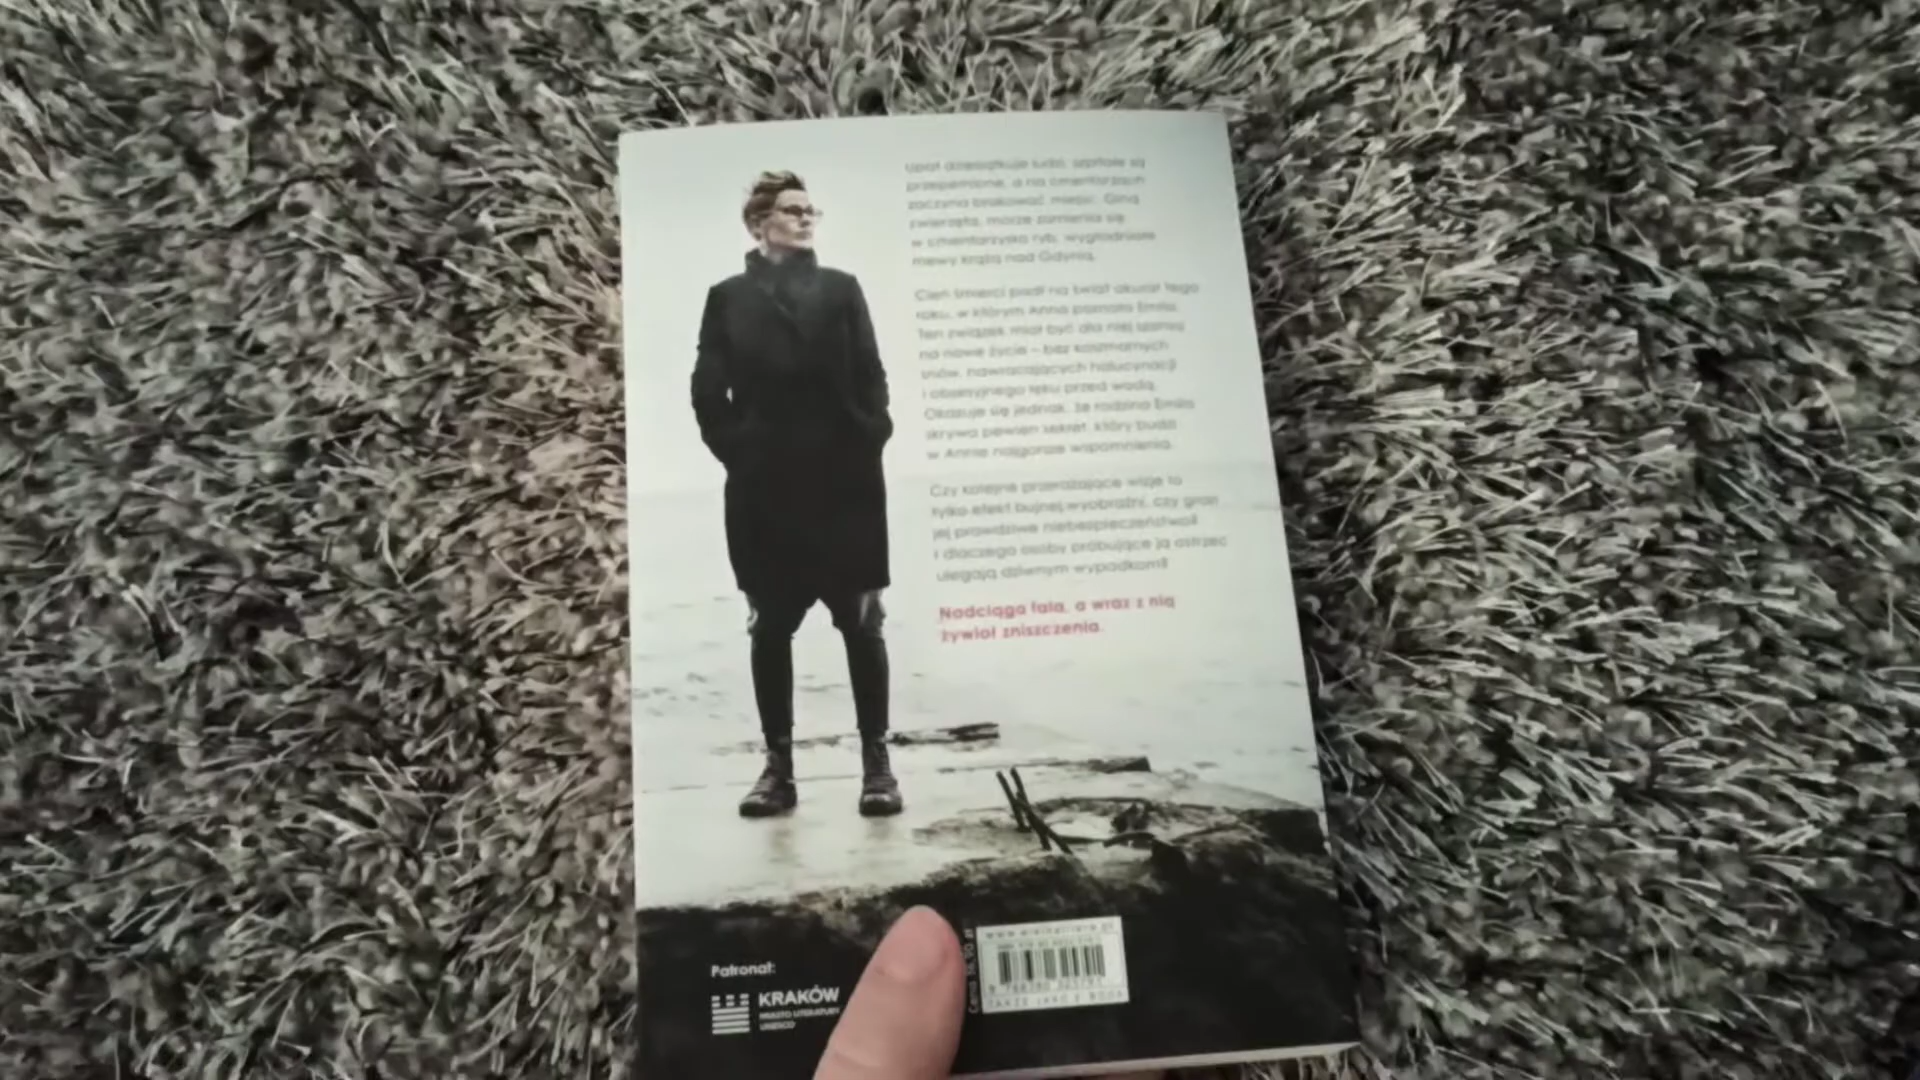 Upał dziesiątkuje ludzi, szpitale są
przepełnione, a na cmentarzach
zaczyna brakować miejsc. Giną
zwierzęta, morze zamienia się
w cmentarzysko ryb, wygłodniałe
mewy krążą nad Gdynią.
Cień śmierci padł na świat akurat tego
roku, w którym Anna poznała Emila.
Ten związek miał być dla niej szansą
na nowe życie – bez koszmarnych
snów, nawracających halucynacji
i obsesyjnego lęku przed wodą.
Okazuje się jednak, że rodzina Emila
skrywa pewien sekret, który budzi
w Annie najgorsze wspomnienia.
Czy kolejne przerażające wizje to
tylko efekt bujnej wyobraźni, czy grozi
jej prawdziwe niebezpieczeństwo?
I dlaczego osoby próbujące ją ostrzec
ulegają dziwnym wypadkom?
Nadciąga fala, a wraz z nią
żywioł zniszczenia.
Patronat:
KRAKÓW
MIASTO LITERATURY
UNESCO
Cena